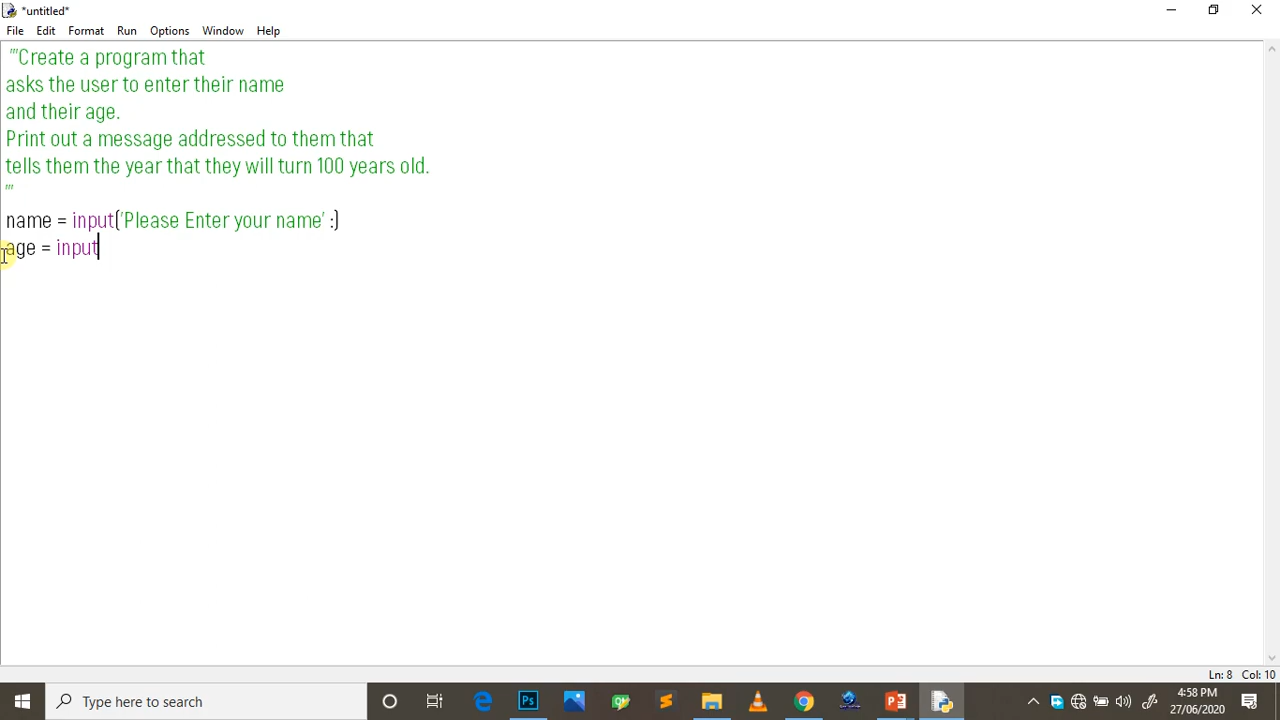 *untitled*
File Edit Format Run Options Window Help
'''Create a program that
asks the user to enter their name
and their age.
Print out a message addressed to them that
tells them the year that they will turn 100 years old.
'''
name = input('Please Enter your name' :)
age = input
Ln: 8 Col: 10
Type here to search
Ps
4:58 PM
27/06/2020